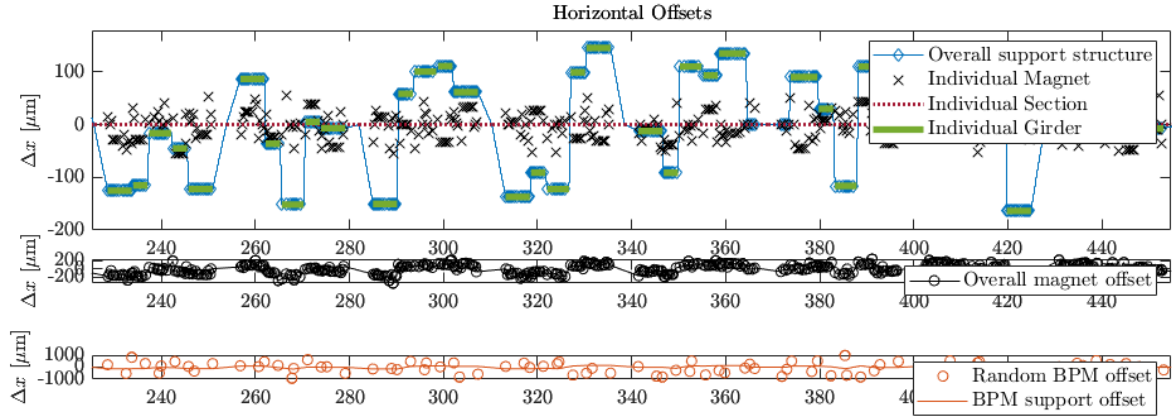 Horizontal Offsets
Δx [μm]
100
0
-100
-200
Overall support structure
Individual Magnet
Individual Section
Individual Girder
240 260 280 300 320 340 360 380 400 420 440
Δx [μm]
200
0
-200
Overall magnet offset
240 260 280 300 320 340 360 380 400 420 440
Δx [μm]
1000
0
-1000
Random BPM offset
BPM support offset
240 260 280 300 320 340 360 380 400 420 440